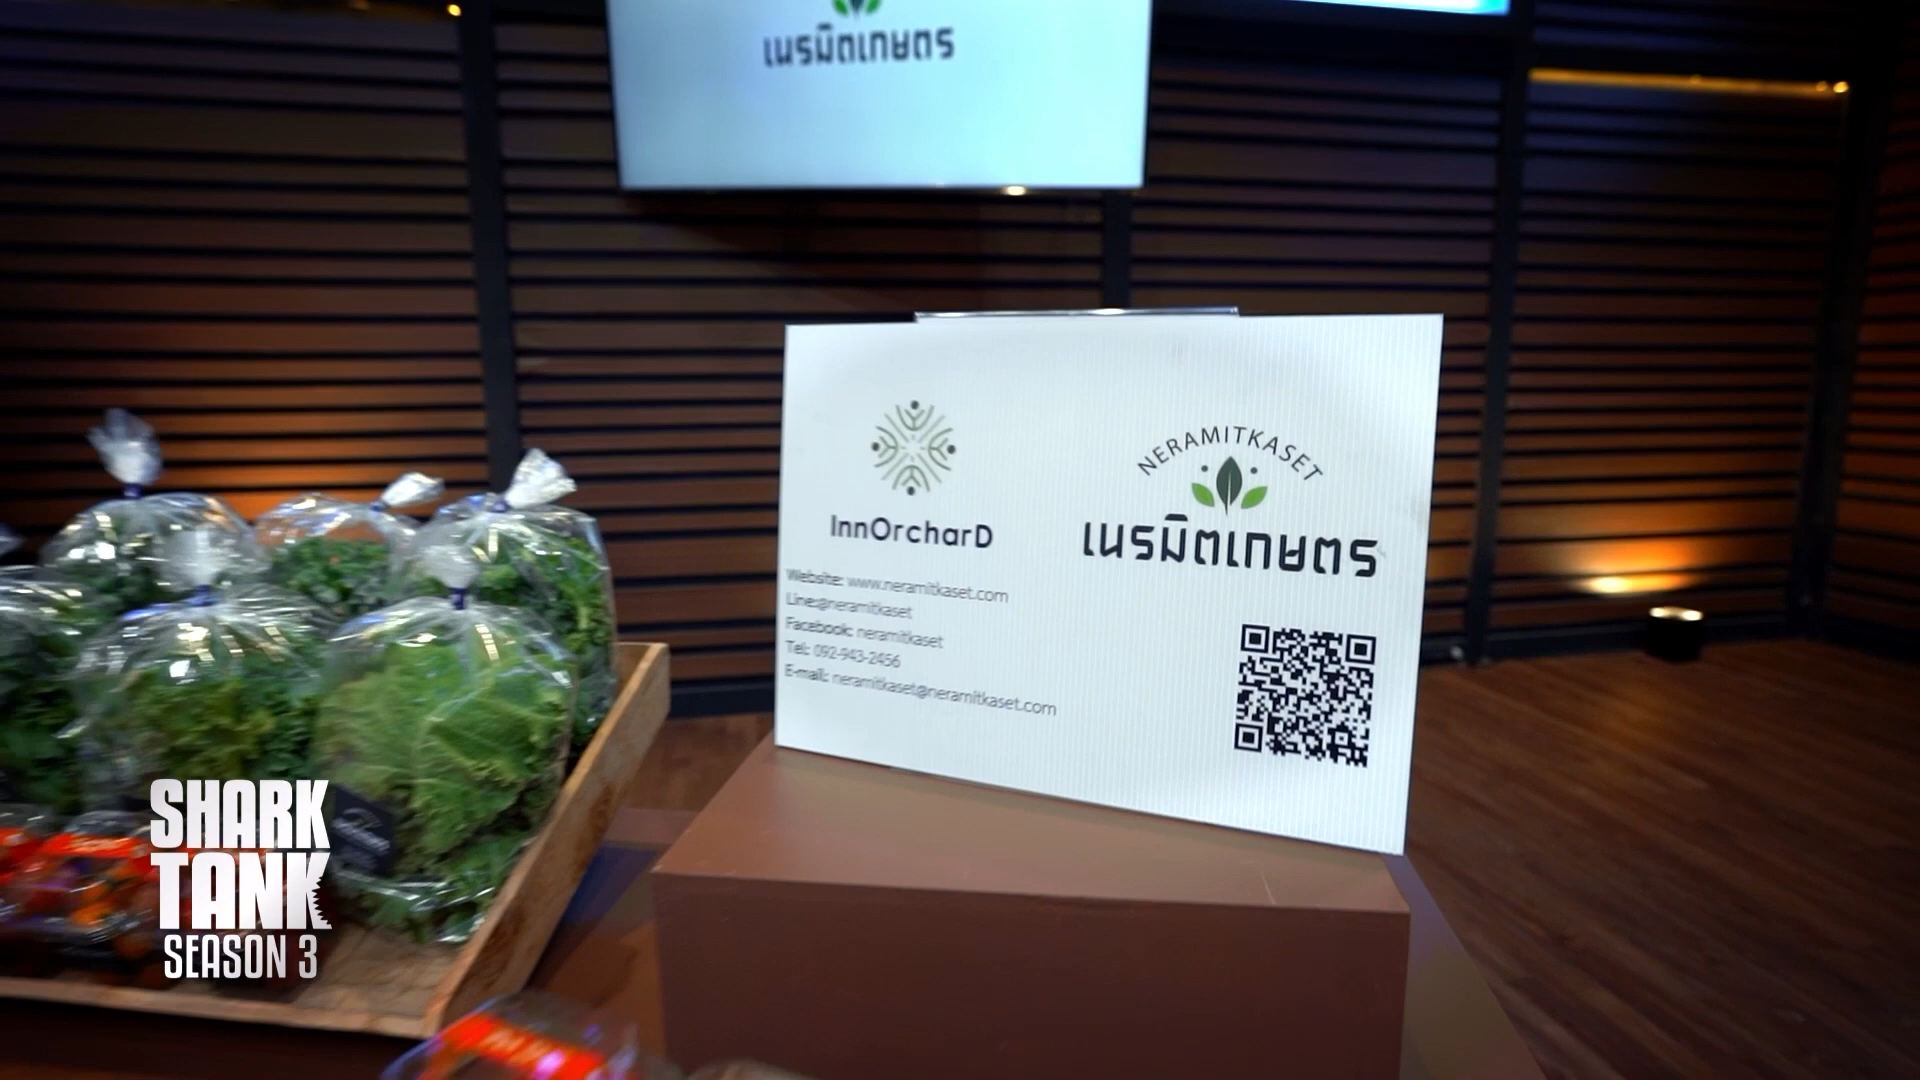 เนรมิตเกษตร
InnOrcharD
NERAMITKASET
เนรมิตเกษตร
Website: www.neramitkaset.com
Line:@neramitkaset
Facebook: neramitkaset
Tel: 092-943-2456
E-mail: neramitkaset@neramitkaset.com
SHARK
TANK
SEASON 3